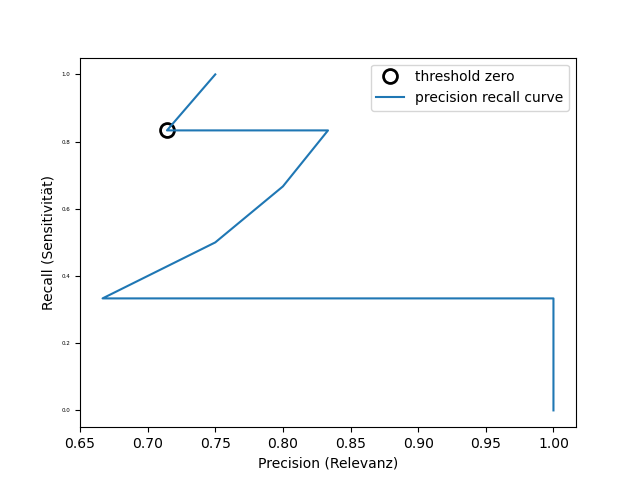 threshold zero
precision recall curve
1.0
0.8
0.6
0.4
0.2
0.0
Recall (Sensitivität)
0.65 0.70 0.75 0.80 0.85 0.90 0.95 1.00
Precision (Relevanz)